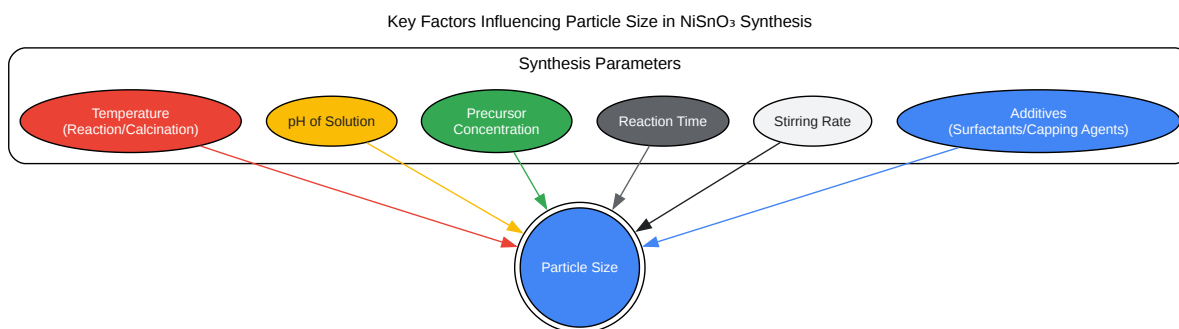 Key Factors Influencing Particle Size in NiSnO₃ Synthesis
Synthesis Parameters
Temperature
(Reaction/Calcination)
pH of Solution
Precursor
Concentration
Reaction Time
Stirring Rate
Additives
(Surfactants/Capping Agents)
Particle Size